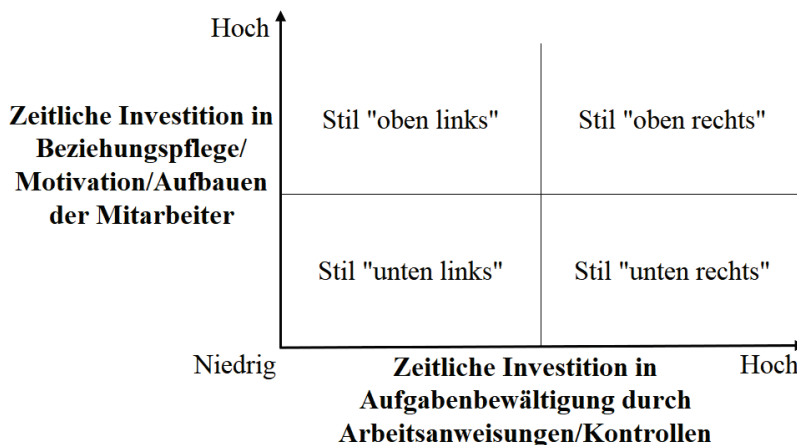 Hoch
Zeitliche Investition in
Beziehungspflege/
Motivation/Aufbauen
der Mitarbeiter
Stil "oben links"
Stil "oben rechts"
Stil "unten links"
Stil "unten rechts"
Niedrig
Zeitliche Investition in
Aufgabenbewältigung durch
Arbeitsanweisungen/Kontrollen
Hoch